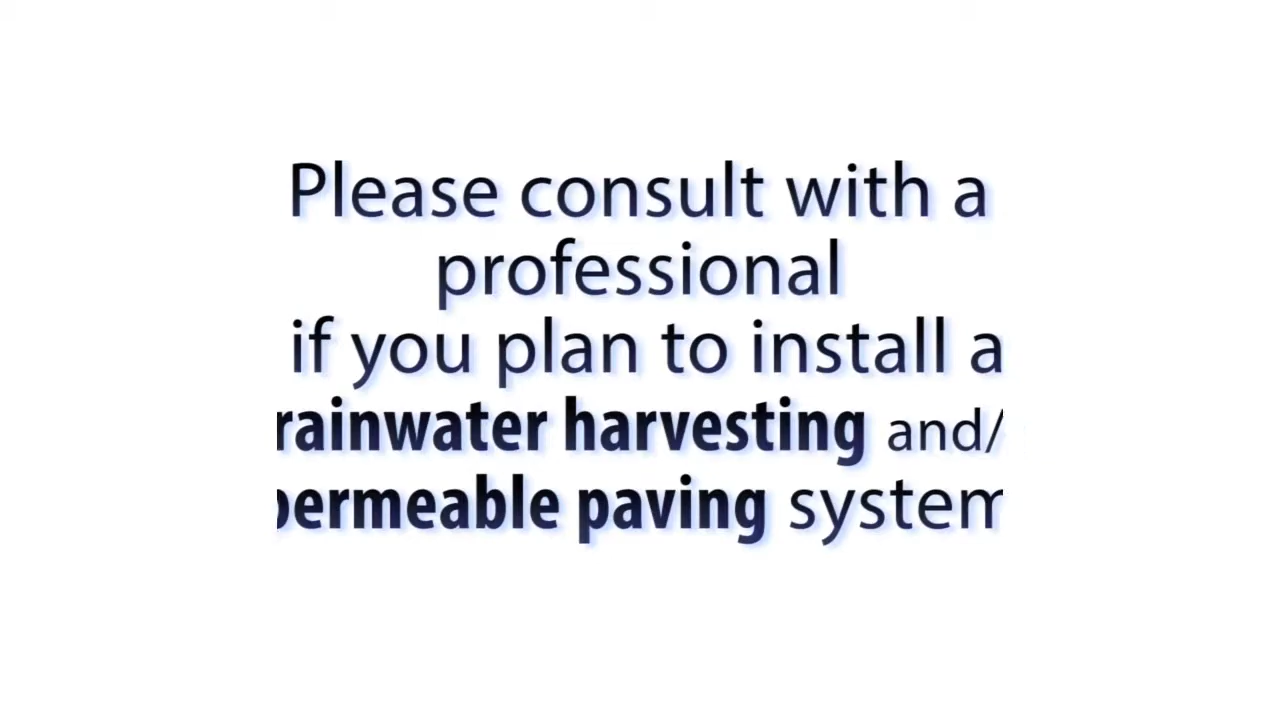 Please consult with a
professional
if you plan to install a
rainwater harvesting and/
permeable paving system